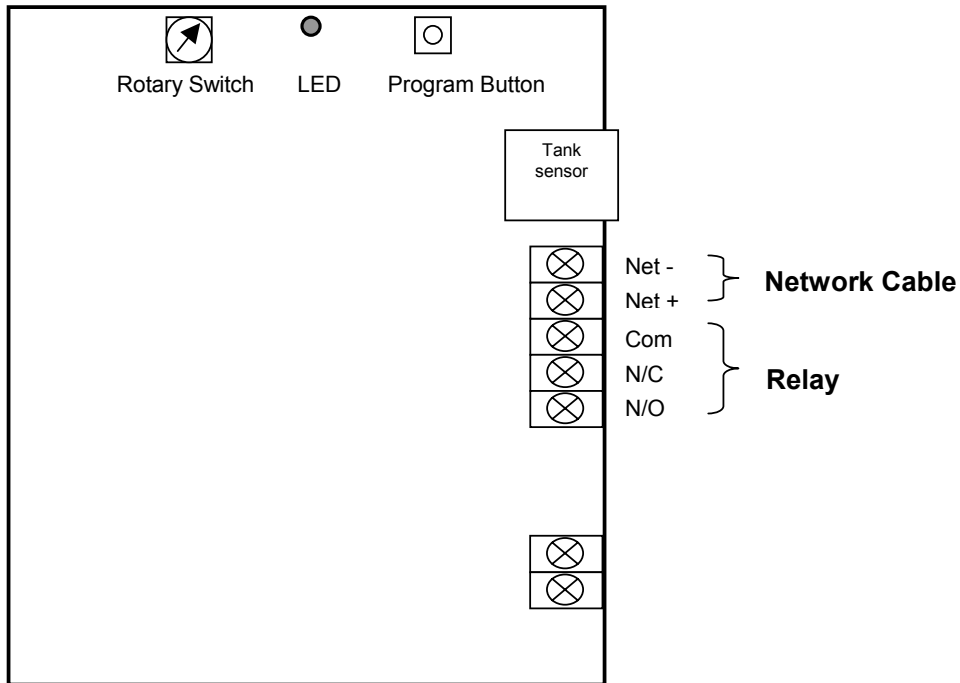 Rotary Switch LED Program Button
Tank
sensor
Net -
Net +
Network Cable
Com
N/C
N/O
Relay